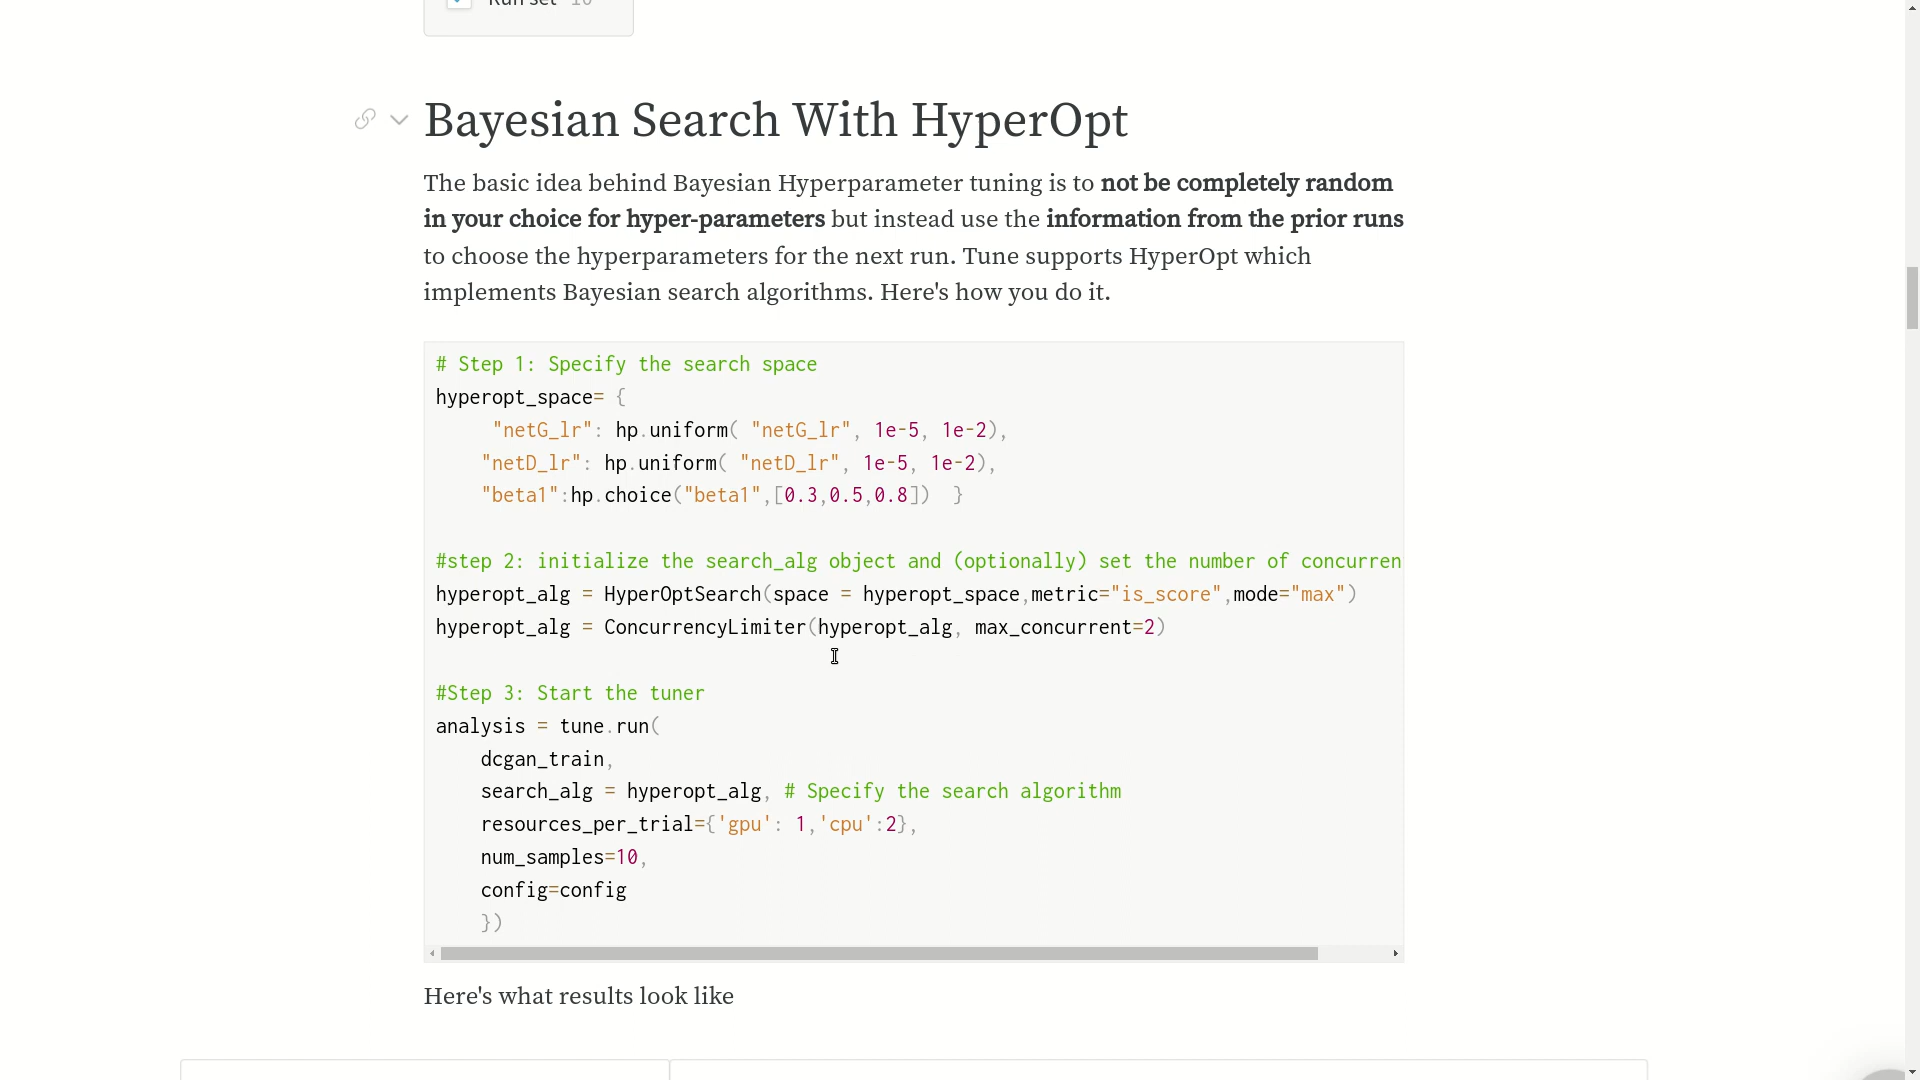 Run set 10
Bayesian Search With HyperOpt
The basic idea behind Bayesian Hyperparameter tuning is to not be completely random
in your choice for hyper-parameters but instead use the information from the prior runs
to choose the hyperparameters for the next run. Tune supports HyperOpt which
implements Bayesian search algorithms. Here's how you do it.
# Step 1: Specify the search space
hyperopt_space= {
     "netG_lr": hp.uniform( "netG_lr", 1e-5, 1e-2),
    "netD_lr": hp.uniform( "netD_lr", 1e-5, 1e-2),
    "beta1":hp.choice("beta1",[0.3,0.5,0.8])  }
#step 2: initialize the search_alg object and (optionally) set the number of concurren
hyperopt_alg = HyperOptSearch(space = hyperopt_space,metric="is_score",mode="max")
hyperopt_alg = ConcurrencyLimiter(hyperopt_alg, max_concurrent=2)
#Step 3: Start the tuner
analysis = tune.run(
    dcgan_train,
    search_alg = hyperopt_alg, # Specify the search algorithm
    resources_per_trial={'gpu': 1,'cpu':2},
    num_samples=10,
    config=config
    })
Here's what results look like